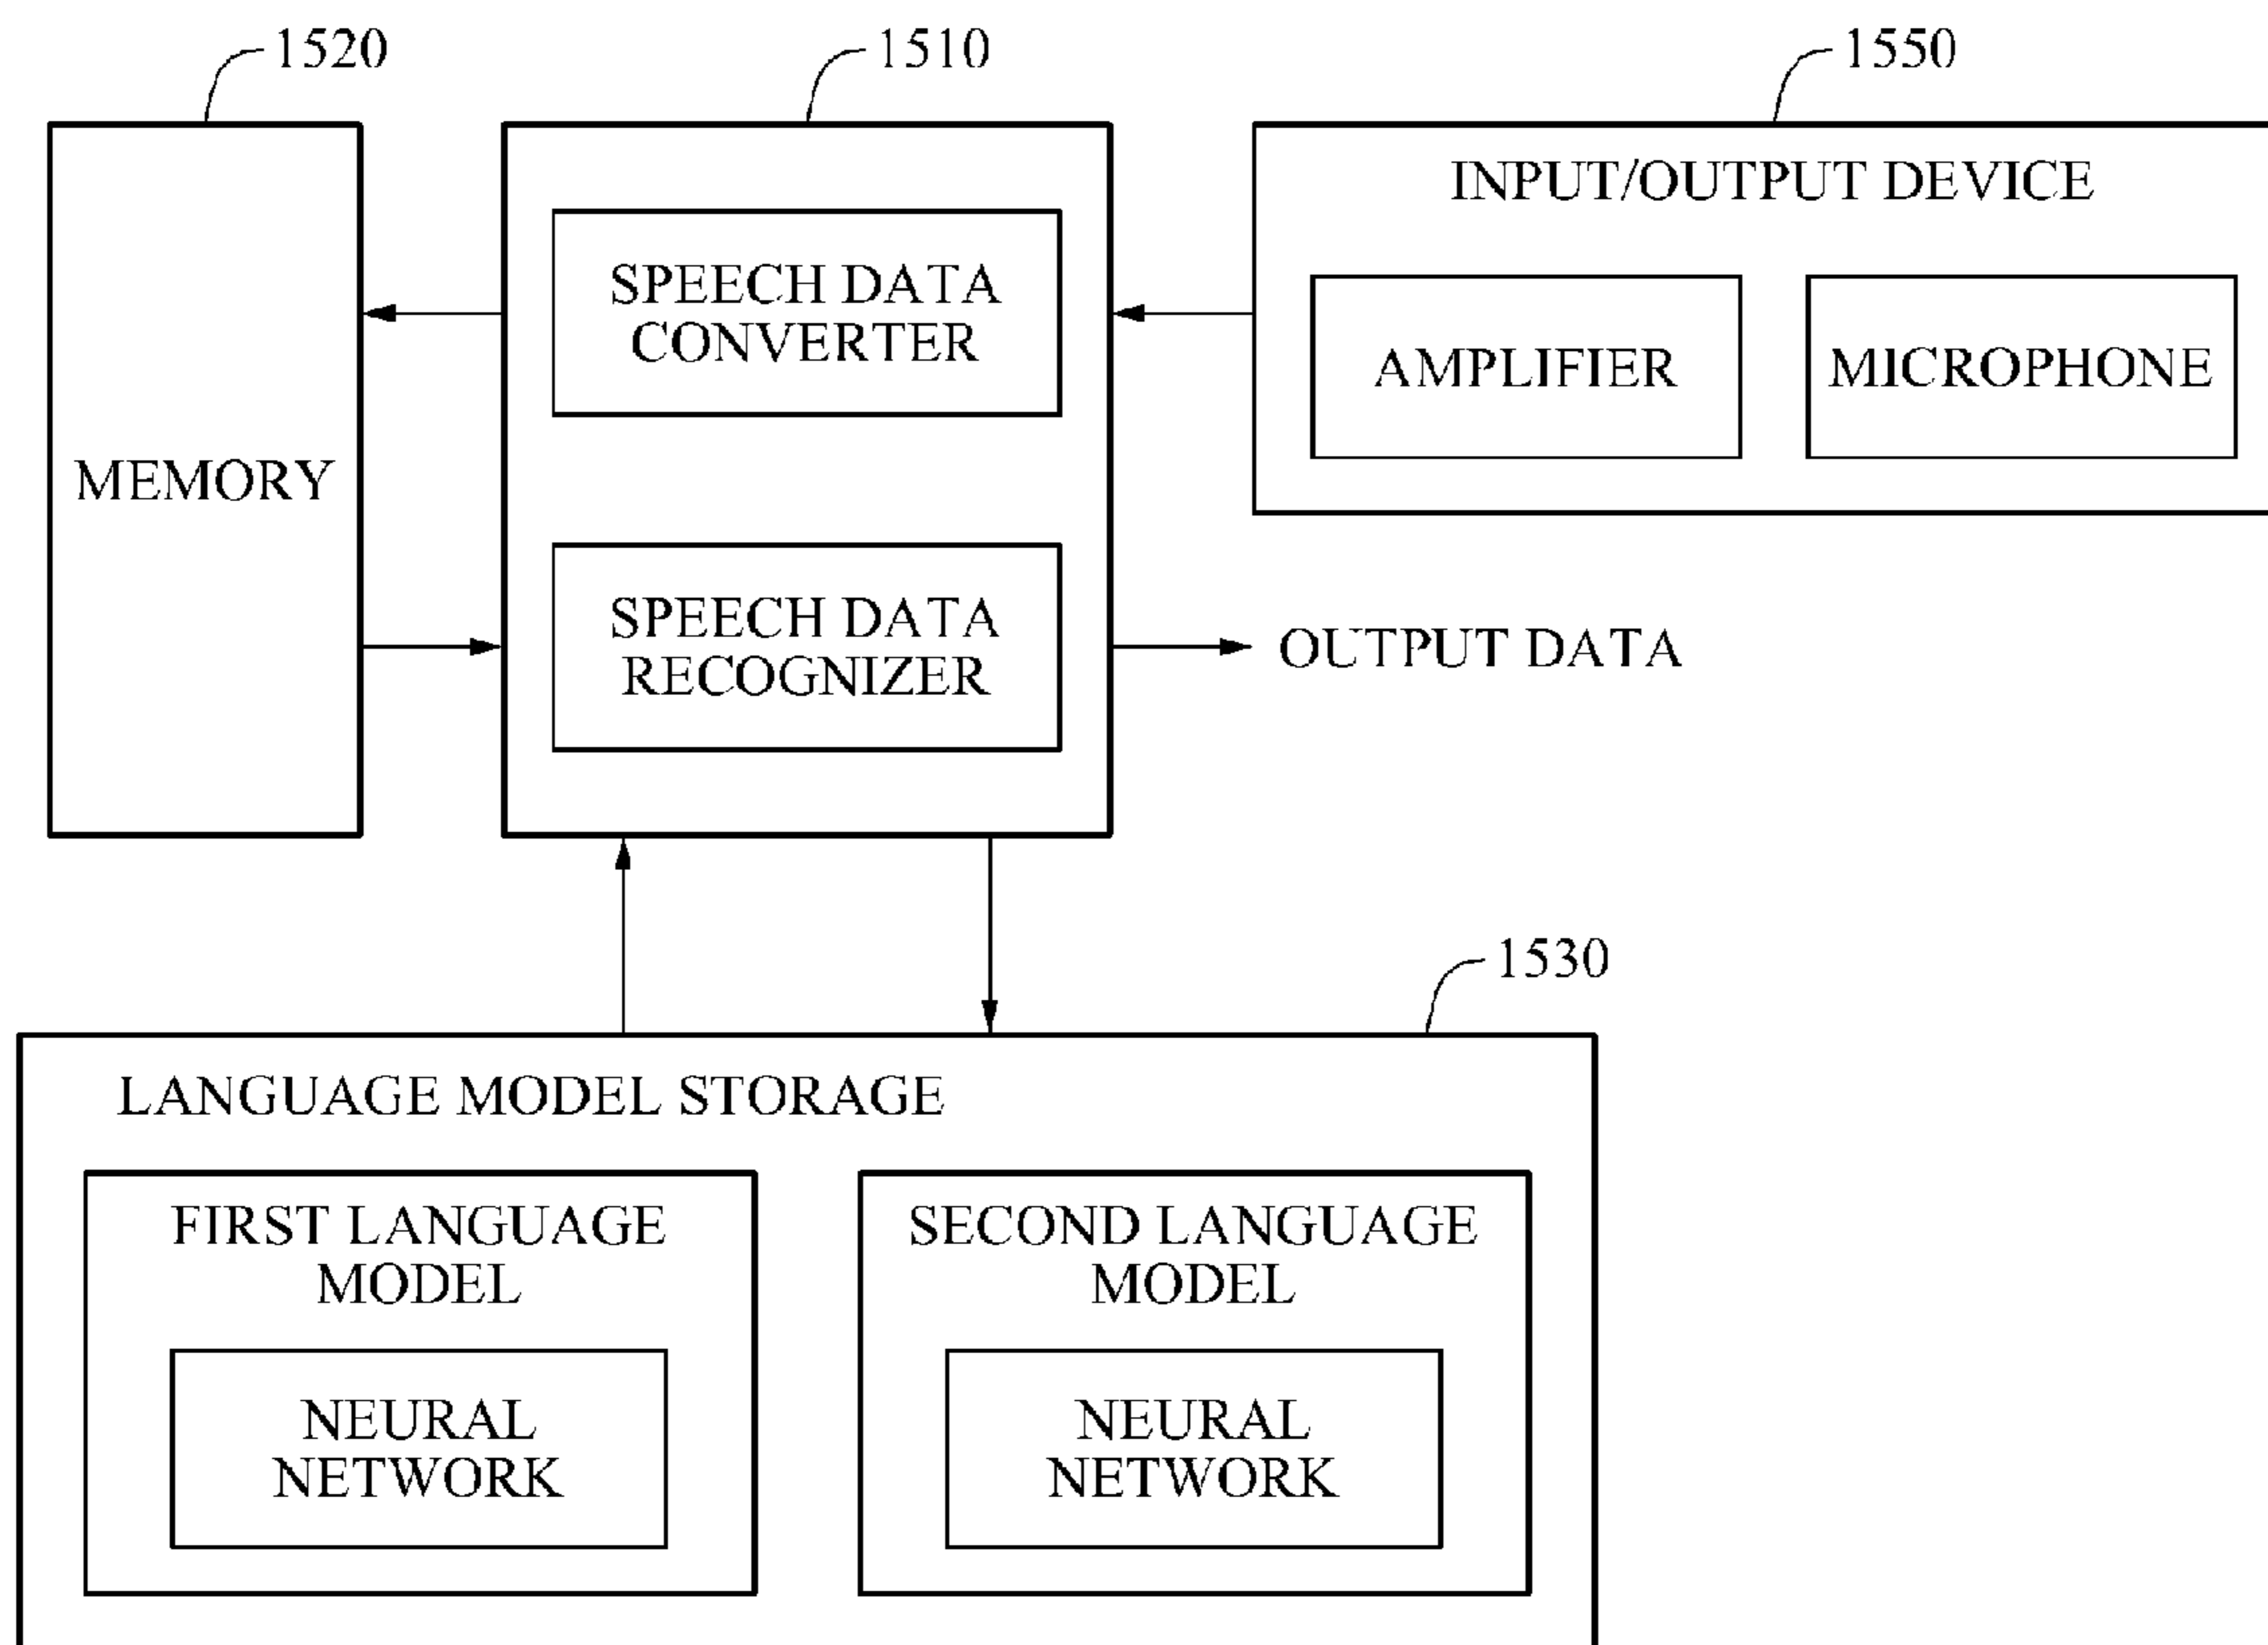 1520
1510
1550
MEMORY
SPEECH DATA
CONVERTER
SPEECH DATA
RECOGNIZER
INPUT/OUTPUT DEVICE
AMPLIFIER
MICROPHONE
OUTPUT DATA
1530
LANGUAGE MODEL STORAGE
FIRST LANGUAGE
MODEL
NEURAL
NETWORK
SECOND LANGUAGE
MODEL
NEURAL
NETWORK